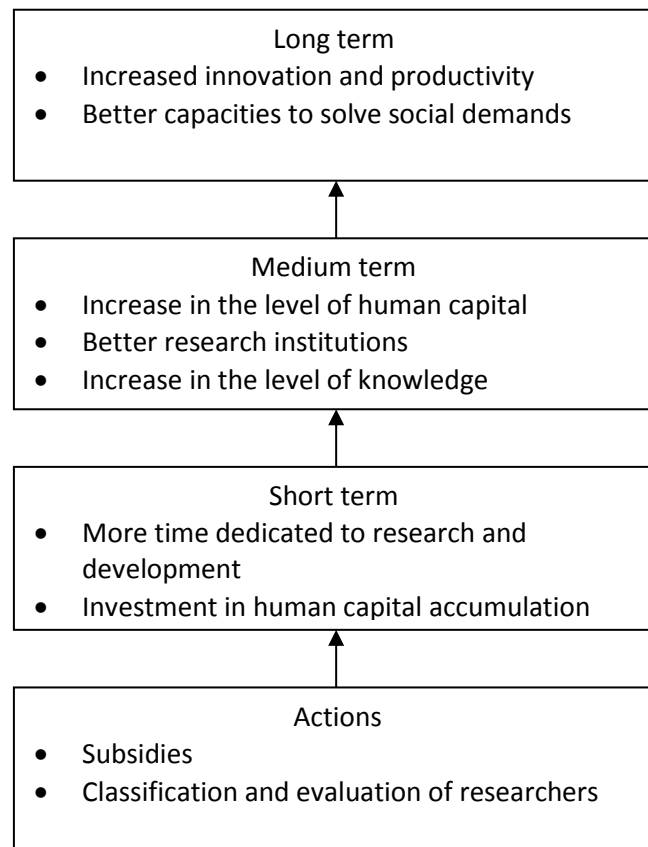 Long term
• Increased innovation and productivity
• Better capacities to solve social demands
Medium term
• Increase in the level of human capital
• Better research institutions
• Increase in the level of knowledge
Short term
• More time dedicated to research and
development
• Investment in human capital accumulation
Actions
• Subsidies
• Classification and evaluation of researchers